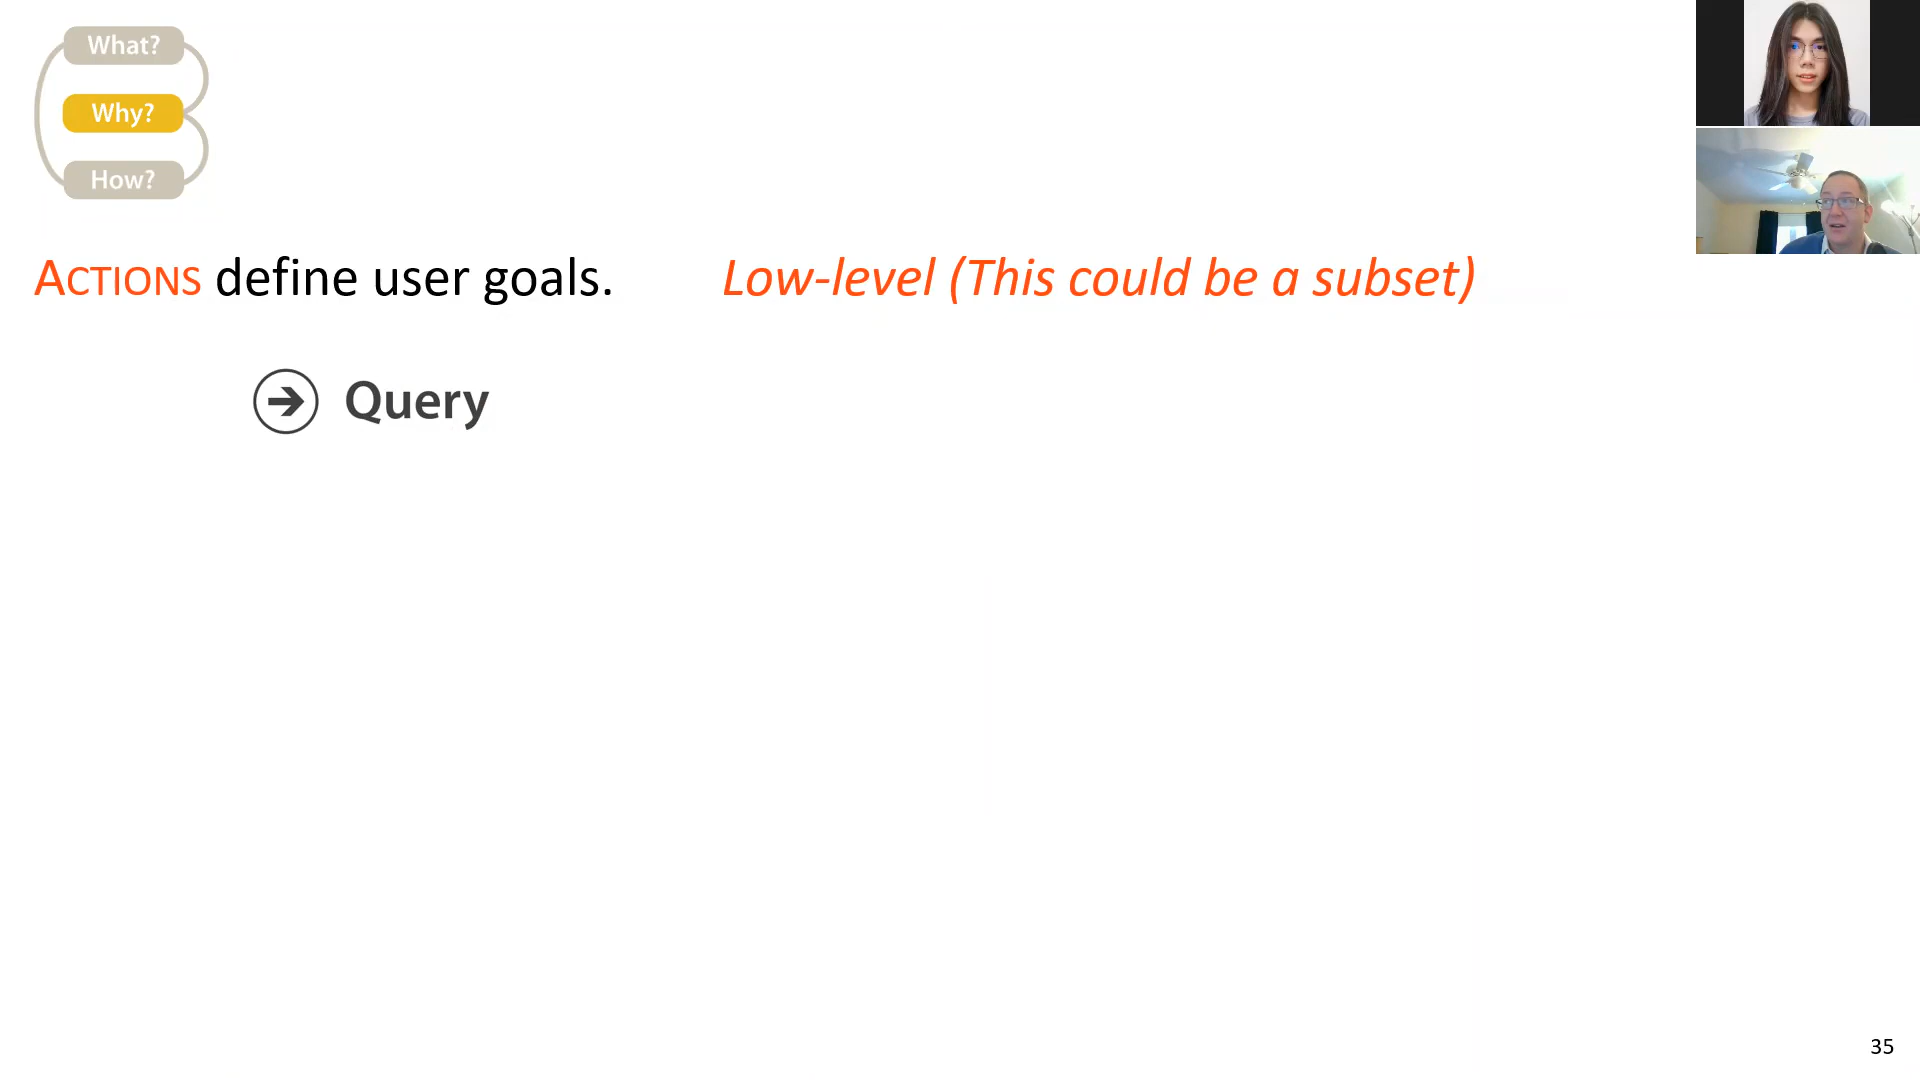 What?
Why?
How?
ACTIONS define user goals. Low-level (This could be a subset)
Query
35